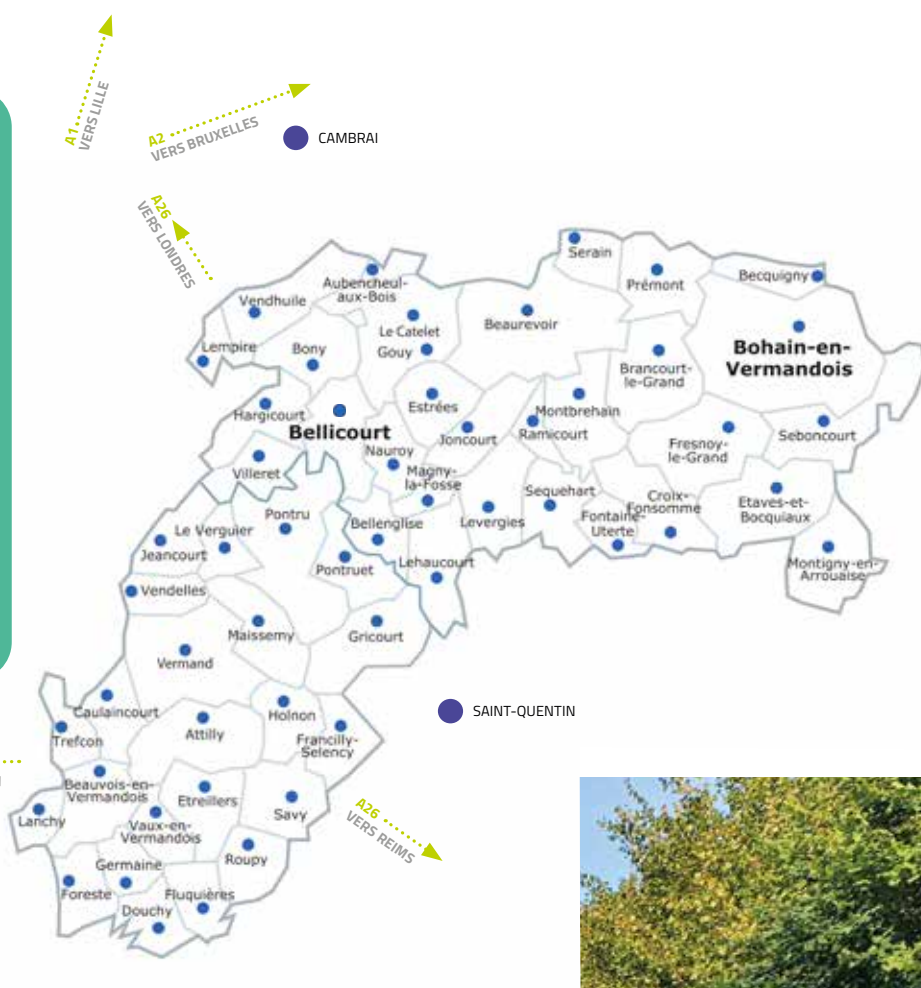 A1
VERS LILLE
A2
VERS BRUXELLES
CAMBRAI
A26
VERS LONDRES
Serain
Becquigny
Prémont
Aubencheul-
aux-Bois
Vendhuile
Beaurevoir
Le Catelet
Bohain-en-
Vermandois
Lempire
Bony
Gouy
Brancourt-
le-Grand
Estrées
Montbrehain
Hargicourt
Bellicourt
Joncourt
Ramicourt
Fresnoy-
le-Grand
Seboncourt
Nauroy
Villeret
Magny-
la-Fosse
Sequehart
Croix-
Fonsomme
Etaves-et-
Bocquiaux
Pontru
Bellenglise
Levergies
Fontaine-
Uterte
Le Verguier
Jeancourt
Pontruet
Lehaucourt
Montigny-en-
Arrouaise
Vendelles
Maissemy
Gricourt
Vermand
Caulaincourt
Holnon
SAINT-QUENTIN
Trefcon
Attilly
Francilly-
Selency
Beauvois-en-
Vermandois
Etreillers
Savy
Lanchy
Vaux-en-
Vermandois
A26
VERS REIMS
Germaine
Roupy
Foreste
Fluquières
Douchy